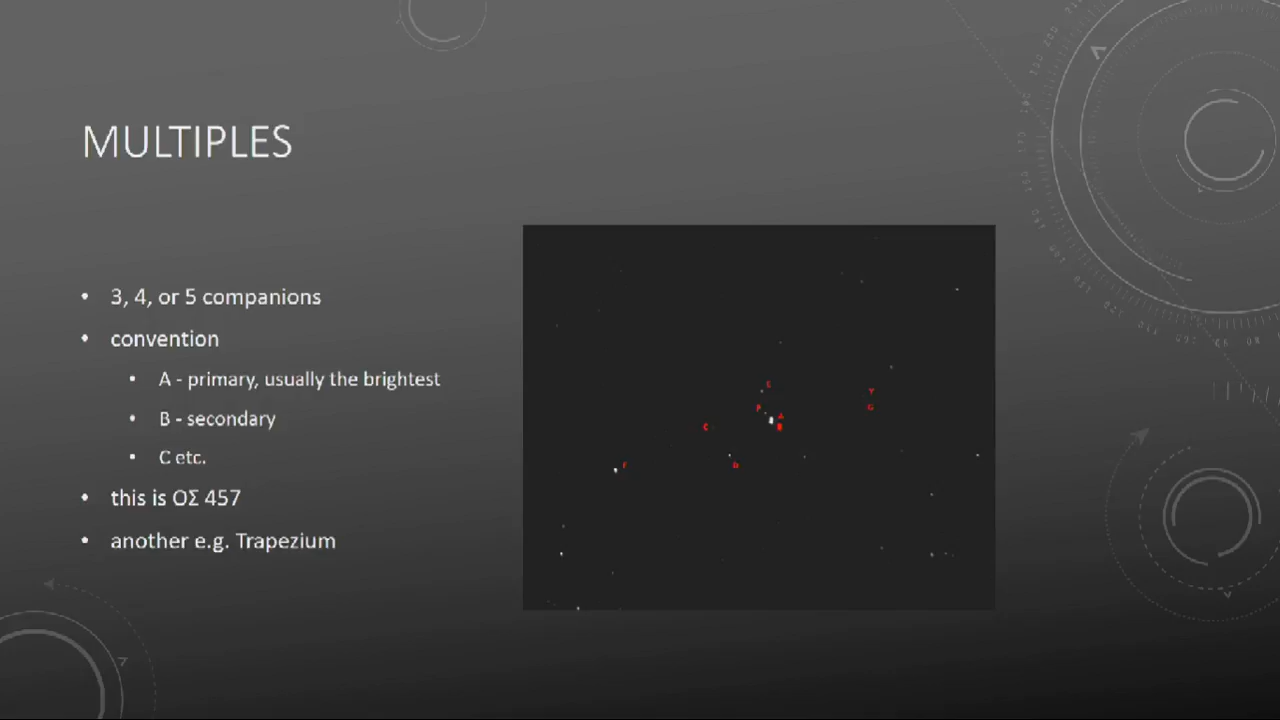 MULTIPLES
• 3, 4, or 5 companions
• convention
• A - primary, usually the brightest
• B - secondary
• C etc.
• this is ΟΣ 457
• another e.g. Trapezium
A
C
G
D